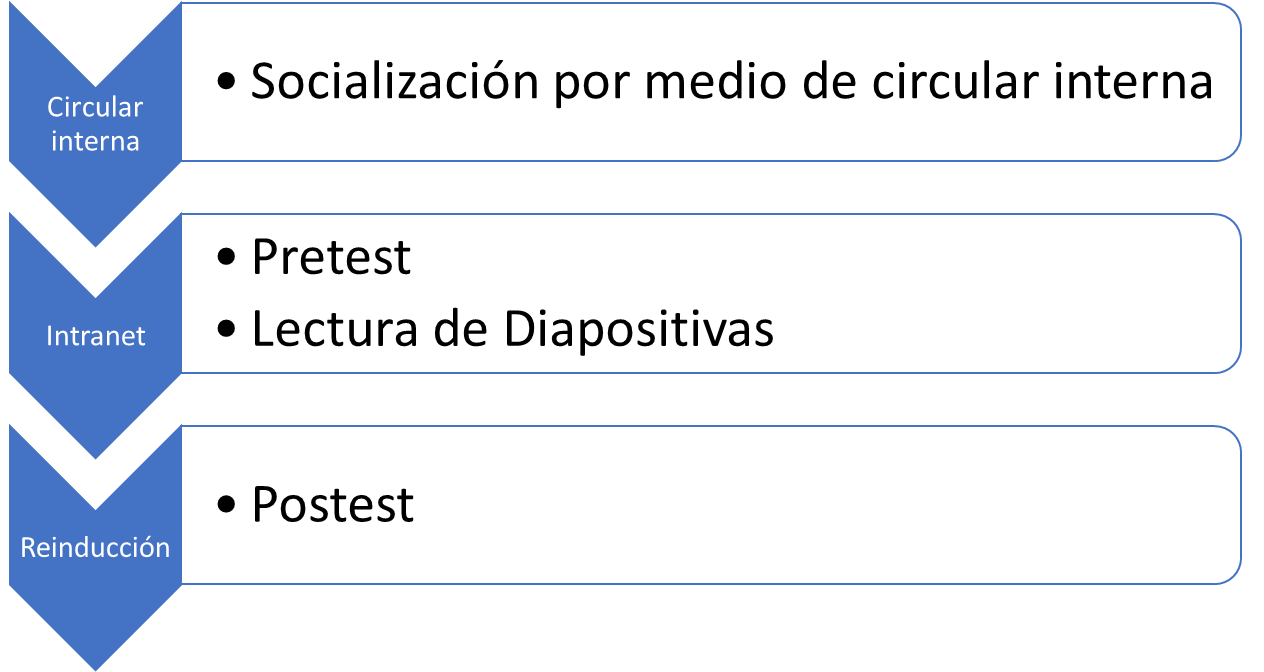 Circular
interna
• Socialización por medio de circular interna
Intranet
• Pretest
• Lectura de Diapositivas
Reinducción
• Postest